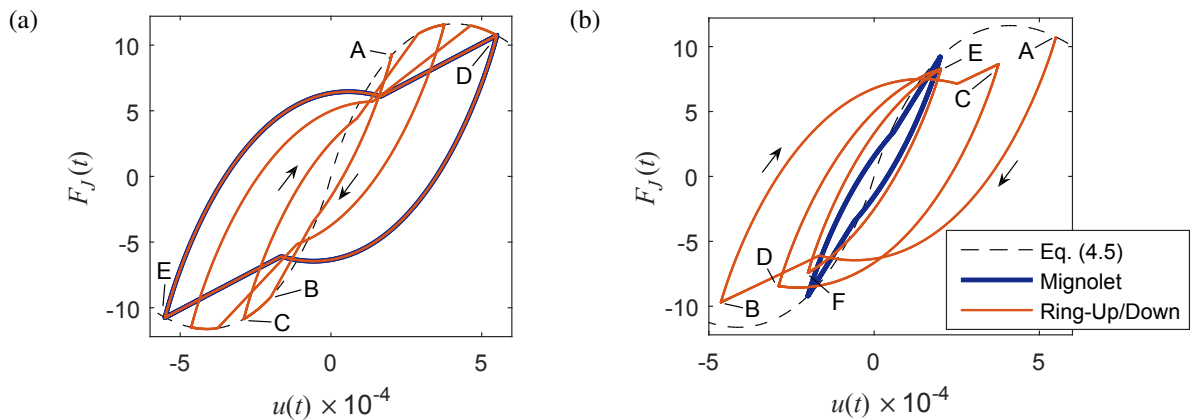 (a)
10
5
0
-5
-10
F_J(t)
A
D
E
B
C
-5 0 5
u(t) × 10^-4
(b)
10
5
0
-5
-10
F_J(t)
A
E
C
D
B
F
-5 0 5
u(t) × 10^-4
Eq. (4.5)
Mignolet
Ring-Up/Down